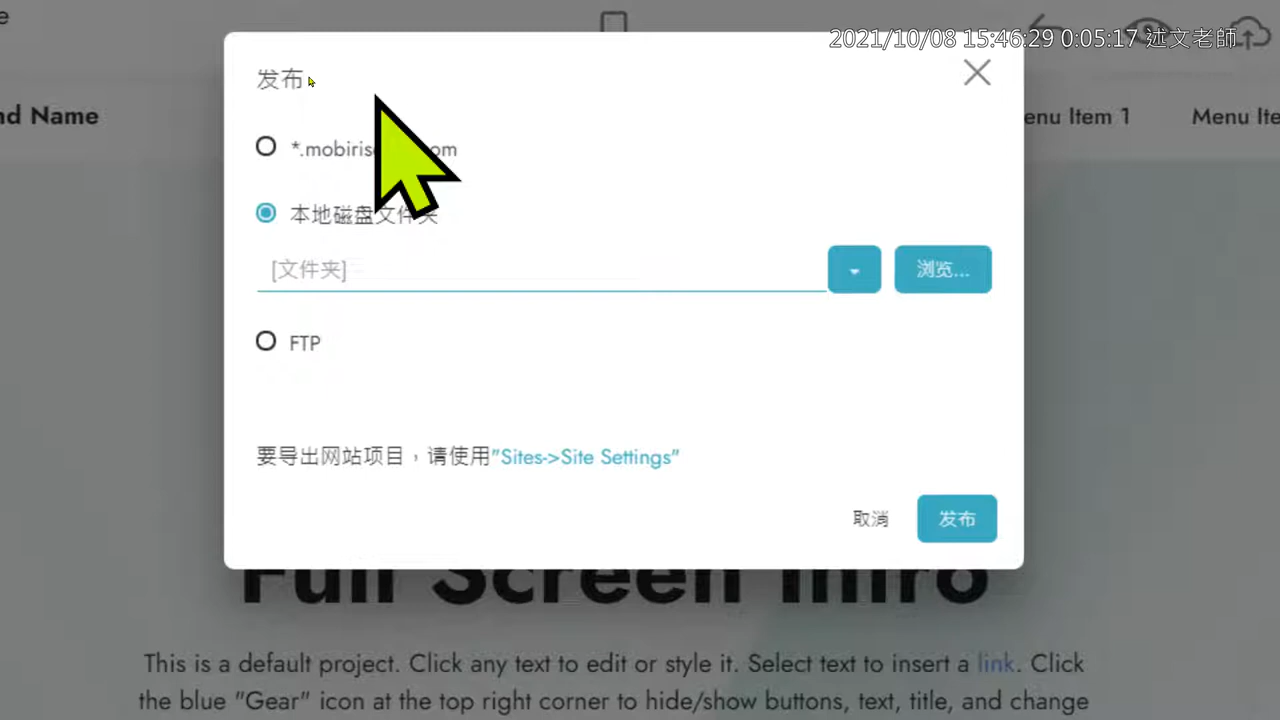 e
2021/10/08 15:46:29 0:05:17 述文老師
发布
nd Name
enu Item 1
Menu Ite
本地磁盘文件夹
[文件夹]
浏览...
FTP
要导出网站项目，请使用"Sites->Site Settings"
取消
发布
Full Screen Intro
This is a default project. Click any text to edit or style it. Select text to insert a link. Click
the blue "Gear" icon at the top right corner to hide/show buttons, text, title, and change